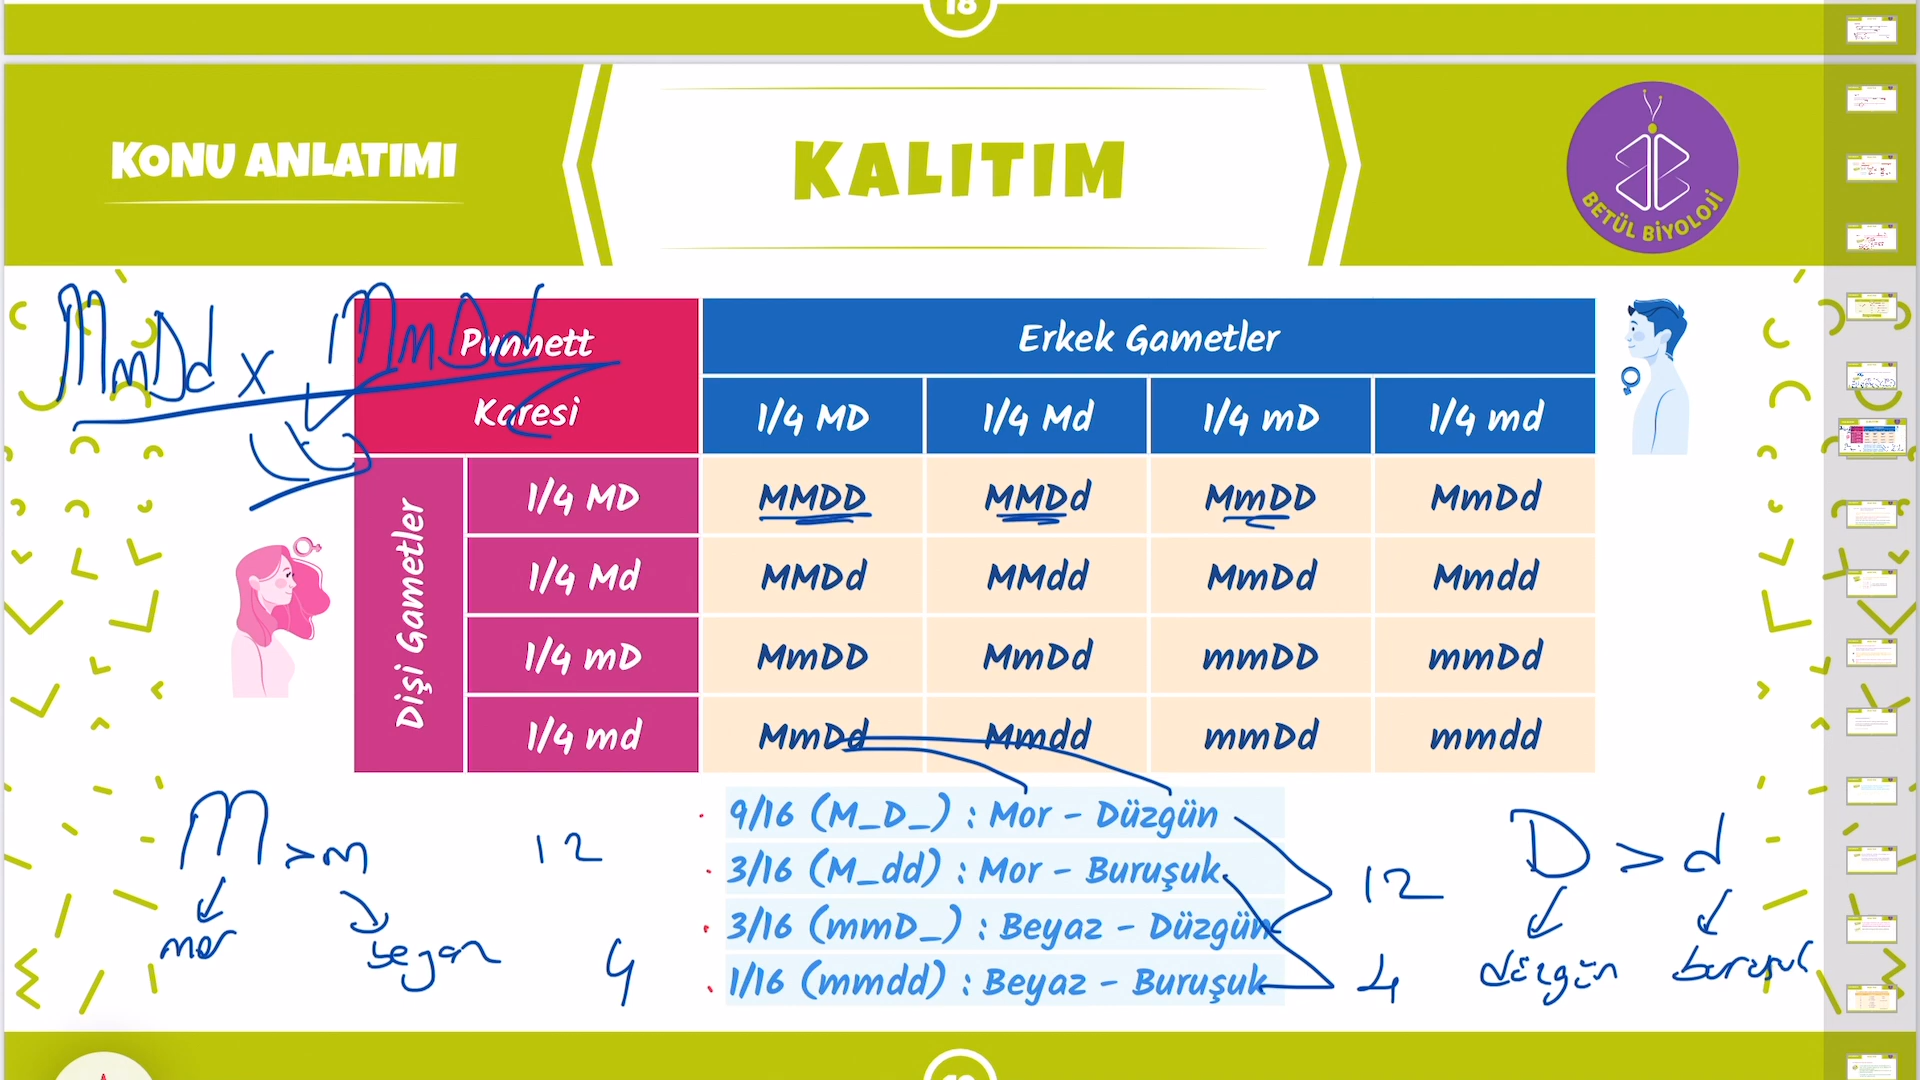 18
KONU ANLATIMI
KALITIM
BETÜL BİYOLOJİ
MmDd x MmDd
Punnett Karesi
Erkek Gametler
1/4 MD 1/4 Md 1/4 mD 1/4 md
Dişi Gametler
1/4 MD MMDD MMDd MmDD MmDd
1/4 Md MMDd MMdd MmDd Mmdd
1/4 mD MmDD MmDd mmDD mmDd
1/4 md MmDd Mmdd mmDd mmdd
9/16 (M_D_) : Mor - Düzgün
3/16 (M_dd) : Mor - Buruşuk
3/16 (mmD_) : Beyaz - Düzgün
1/16 (mmdd) : Beyaz - Buruşuk
M > m
mor
12
4
12
4
D > d
düzgün buruşuk